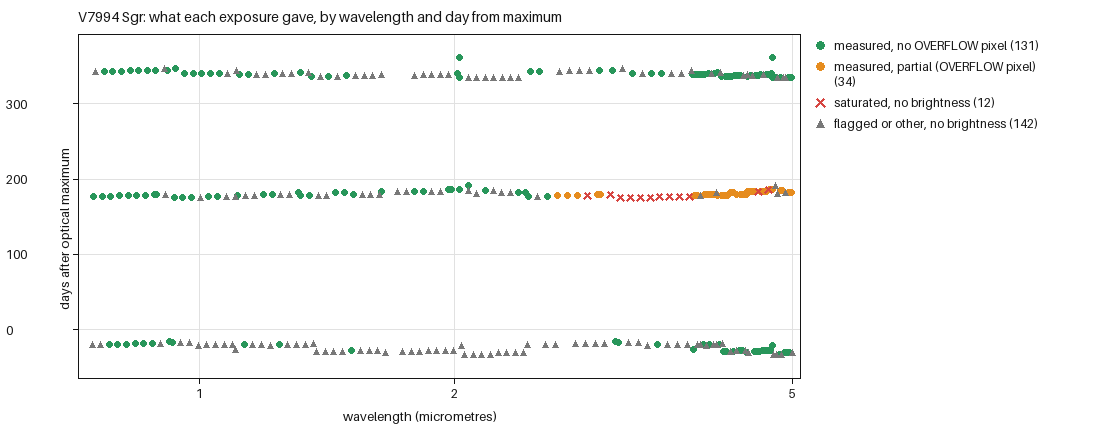 V7994 Sgr: what each exposure gave, by wavelength and day from maximum
measured, no OVERFLOW pixel (131)
measured, partial (OVERFLOW pixel)
(34)
saturated, no brightness (12)
flagged or other, no brightness (142)
days after optical maximum
300
200
100
0
1
2
5
wavelength (micrometres)